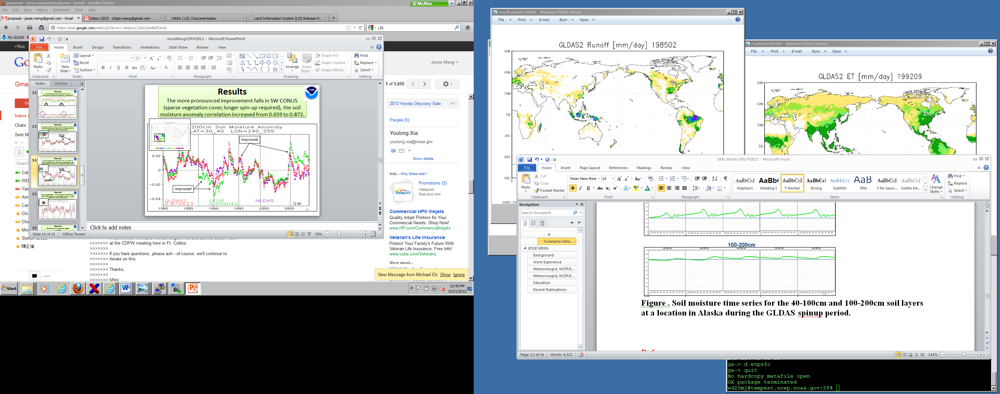 proposal - jesse.meng@gmail.com - Gmail - Mozilla Firefox
McAfee
File Edit View History Bookmarks Tools Help
proposal - jesse.meng@gmail.com - Gmail
Inbox (203) - chijan.meng@gmail.com - ...
NASA | LIS | Documentation
Land Information System (LIS) Release N...
https://mail.google.com/mail/u/0/?shva=1#inbox/13a92cbe8bf02e2e
LIS
My GLDAS
+You
Gma
Inbox (
Chats
Sent M
Search
Cat
WD
Yan
Ann
Car
Chi-
Chi
Min
陳正倫
JesseMengCDPW2012 - Microsoft PowerPoint
File Home Insert Design Transitions Animations Slide Show Review View
Paste
New Slide
Layout
Reset
Section
22
Shape Fill
Shape Outline
Shape Effects
Arrange
Quick Styles
Find
Replace
Select
Clipboard Slides Font Paragraph Drawing Editing
Slides Outline
12
13
14
15
16
Results
The more pronounced improvement falls in SW CONUS
(sparse vegetation cover, longer spin-up required), the soil
moisture anomaly correlation increased from 0.659 to 0.872.
NOAA
200cm Soil Moisture Anomaly
LAT=30_40 LON=240_255
Improved
0.02
0
-0.02
Improved
-0.04
GLDAS2 CFSR NLDAS
0.872623 0.659042 SW
1980 1985 1990 1995 2000 2005
14
Click to add notes
Slide 14 of 21 "Office Theme" 55%
Jesse Meng
1 of 1,655
2012 Honda Odyssey Sale
People (5)
Youlong Xia
youlong.xia@noaa.gov
Show details
Ads – Why these ads?
Promotions (2)
Vistaprint
RueLaLa.com
Vistaprint
Commercial HP® Inkjets
Quality Inkjet Printers for Your
Commercial Needs. Shop Now!
www.HP.com/CommercialInkjets
Veteran's Life Insurance
Protect Your Family's Future With
Veteran Life Insurance. Free Info!
www.usba.com/Veterans
More about...
>>>>>>> at the CDPW meeting here in Ft. Collins.
>>>>>>>
>>>>>>> If you have questions, please ask --of course, we'll continue to
>>>>>>> iterate on this.
>>>>>>>
>>>>>>> Thanks,
>>>>>>>
>>>>>>> Mike
New Message from Michael Ek Show Ignore
Start
12:45 PM
10/31/2012
runoff.global.198502 - Windows Photo Viewer
File Print E-mail Burn Open
GLDAS2 Runoff [mm/day] 198502
90N
60N
30N
EQ
30S
60S
90S
0
et.global.199209 - Windows Photo Viewer
File Print E-mail Burn Open
GLDAS2 ET [mm/day] 199209
90N
60N
30N
EQ
EMC-NOAA-CPO-FY2013 - Microsoft Word
File Home Insert Page Layout References Mailings Review View
Paste
Cut
Copy
Format Painter
Times New Rom 14
AaBbCcI Emphasis
AaBb Heading 1
AaBbCcI ¶ Normal
AaBbCc Strong
AaBbCcI Subtitle
AaB Title
AaBbCcI ¶ No Spaci...
AaBbCcI Subtle Em...
Change Styles
Find
Replace
Select
Clipboard Font Paragraph Styles Editing
Navigation
Search Document
Suranjana Saha, ...
JESSE MENG
Background
Work Experience
Meteorologist, NCEP/E...
Meteorologist, NCEP/E...
Education
Recent Publications
100-200cm
Figure . Soil moisture time series for the 40-100cm and 100-200cm soil layers
at a location in Alaska during the GLDAS spinup period.
Page: 12 of 16 Words: 4,322 141%
ga-> d evpsfc
ga-> quit
No hardcopy metafile open
GX package terminated
wd20mj@tempest.ncep.noaa.gov:58%